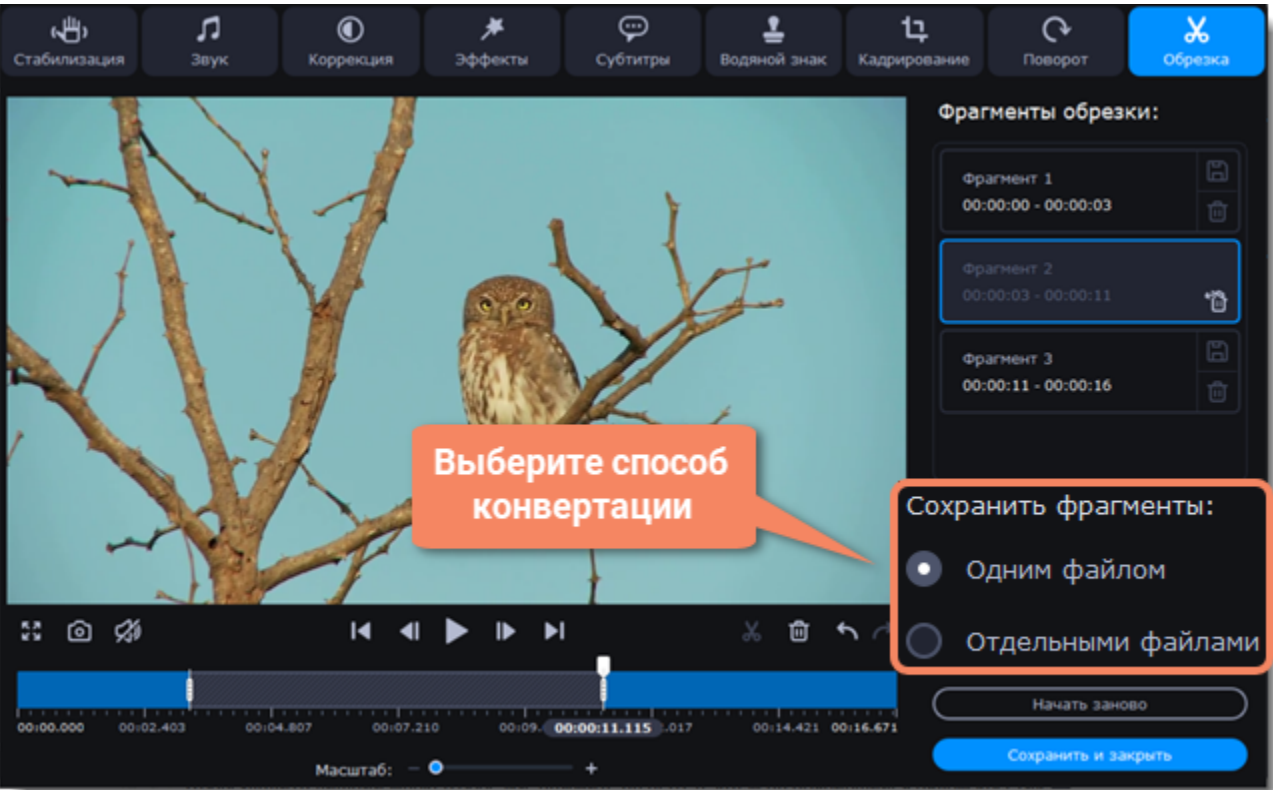 Стабилизация
Звук
Коррекция
Эффекты
Субтитры
Водяной знак
Кадрирование
Поворот
Обрезка
Фрагменты обрезки:
Фрагмент 1
00:00:00 - 00:00:03
Фрагмент 2
00:00:03 - 00:00:11
Фрагмент 3
00:00:11 - 00:00:16
Выберите способ
конвертации
Сохранить фрагменты:
Одним файлом
Отдельными файлами
00:00.000 00:02.403 00:04.807 00:07.210 00:09. 00:00:11.115 .017 00:14.421 00:16.671
Масштаб:
Начать заново
Сохранить и закрыть